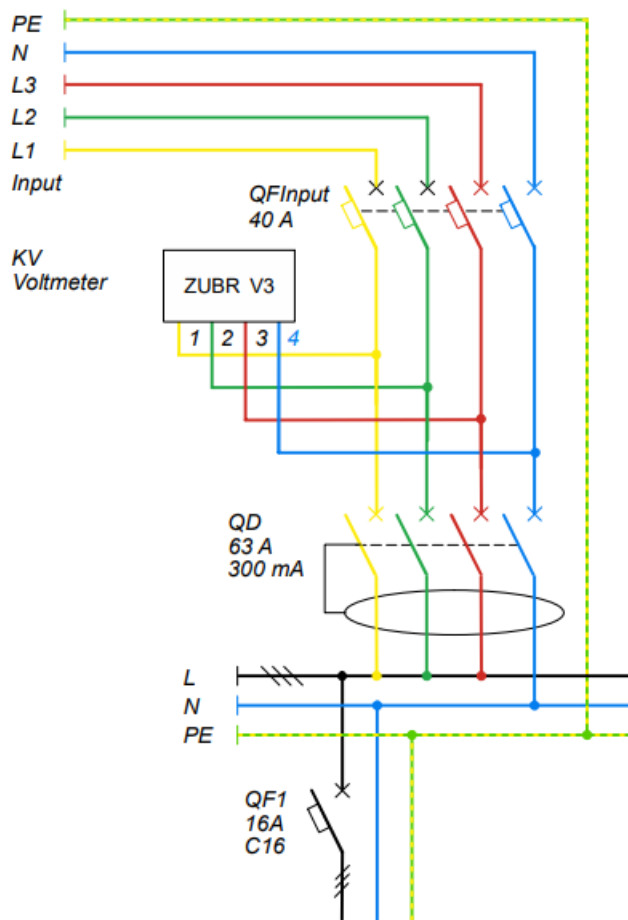 PE
N
L3
L2
L1
Input
QFInput
40 A
KV
Voltmeter
ZUBR V3
1 2 3 4
QD
63 A
300 mA
L
N
PE
QF1
16A
C16